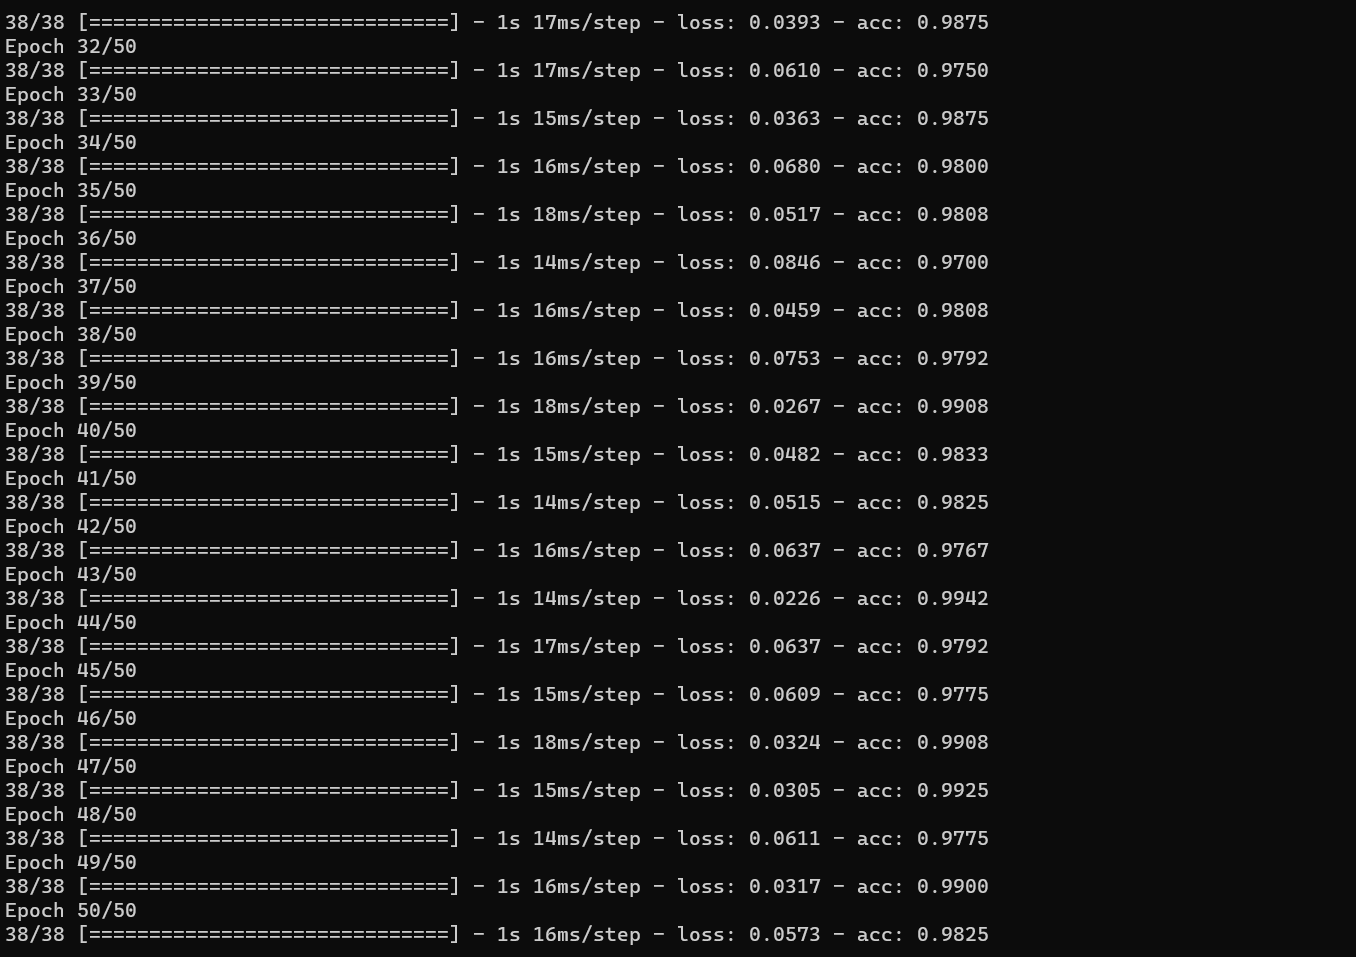 38/38 [==============================] - 1s 17ms/step - loss: 0.0393 - acc: 0.9875
Epoch 32/50
38/38 [==============================] - 1s 17ms/step - loss: 0.0610 - acc: 0.9750
Epoch 33/50
38/38 [==============================] - 1s 15ms/step - loss: 0.0363 - acc: 0.9875
Epoch 34/50
38/38 [==============================] - 1s 16ms/step - loss: 0.0680 - acc: 0.9800
Epoch 35/50
38/38 [==============================] - 1s 18ms/step - loss: 0.0517 - acc: 0.9808
Epoch 36/50
38/38 [==============================] - 1s 14ms/step - loss: 0.0846 - acc: 0.9700
Epoch 37/50
38/38 [==============================] - 1s 16ms/step - loss: 0.0459 - acc: 0.9808
Epoch 38/50
38/38 [==============================] - 1s 16ms/step - loss: 0.0753 - acc: 0.9792
Epoch 39/50
38/38 [==============================] - 1s 18ms/step - loss: 0.0267 - acc: 0.9908
Epoch 40/50
38/38 [==============================] - 1s 15ms/step - loss: 0.0482 - acc: 0.9833
Epoch 41/50
38/38 [==============================] - 1s 14ms/step - loss: 0.0515 - acc: 0.9825
Epoch 42/50
38/38 [==============================] - 1s 16ms/step - loss: 0.0637 - acc: 0.9767
Epoch 43/50
38/38 [==============================] - 1s 14ms/step - loss: 0.0226 - acc: 0.9942
Epoch 44/50
38/38 [==============================] - 1s 17ms/step - loss: 0.0637 - acc: 0.9792
Epoch 45/50
38/38 [==============================] - 1s 15ms/step - loss: 0.0609 - acc: 0.9775
Epoch 46/50
38/38 [==============================] - 1s 18ms/step - loss: 0.0324 - acc: 0.9908
Epoch 47/50
38/38 [==============================] - 1s 15ms/step - loss: 0.0305 - acc: 0.9925
Epoch 48/50
38/38 [==============================] - 1s 14ms/step - loss: 0.0611 - acc: 0.9775
Epoch 49/50
38/38 [==============================] - 1s 16ms/step - loss: 0.0317 - acc: 0.9900
Epoch 50/50
38/38 [==============================] - 1s 16ms/step - loss: 0.0573 - acc: 0.9825